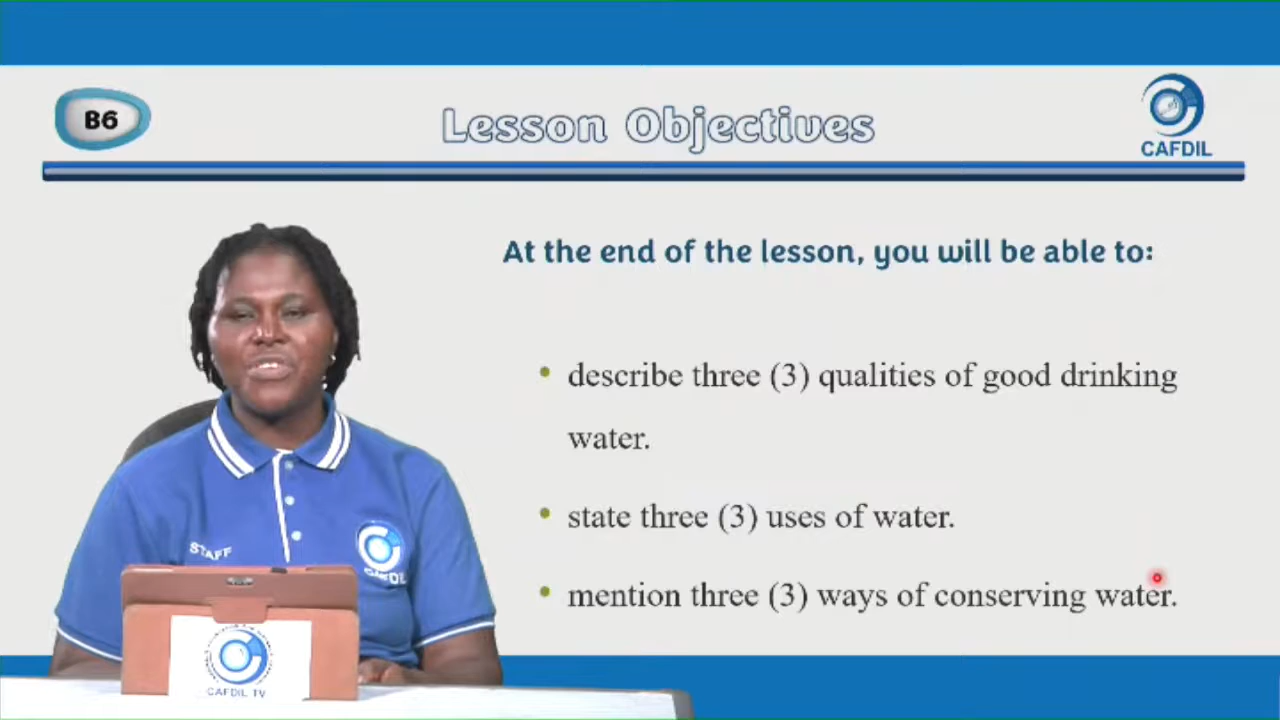 B6
Lesson Objectives
CAFDIL
At the end of the lesson, you will be able to:
• describe three (3) qualities of good drinking
water.
• state three (3) uses of water.
• mention three (3) ways of conserving water.
STAFF
CAFDIL
CAFDIL TV